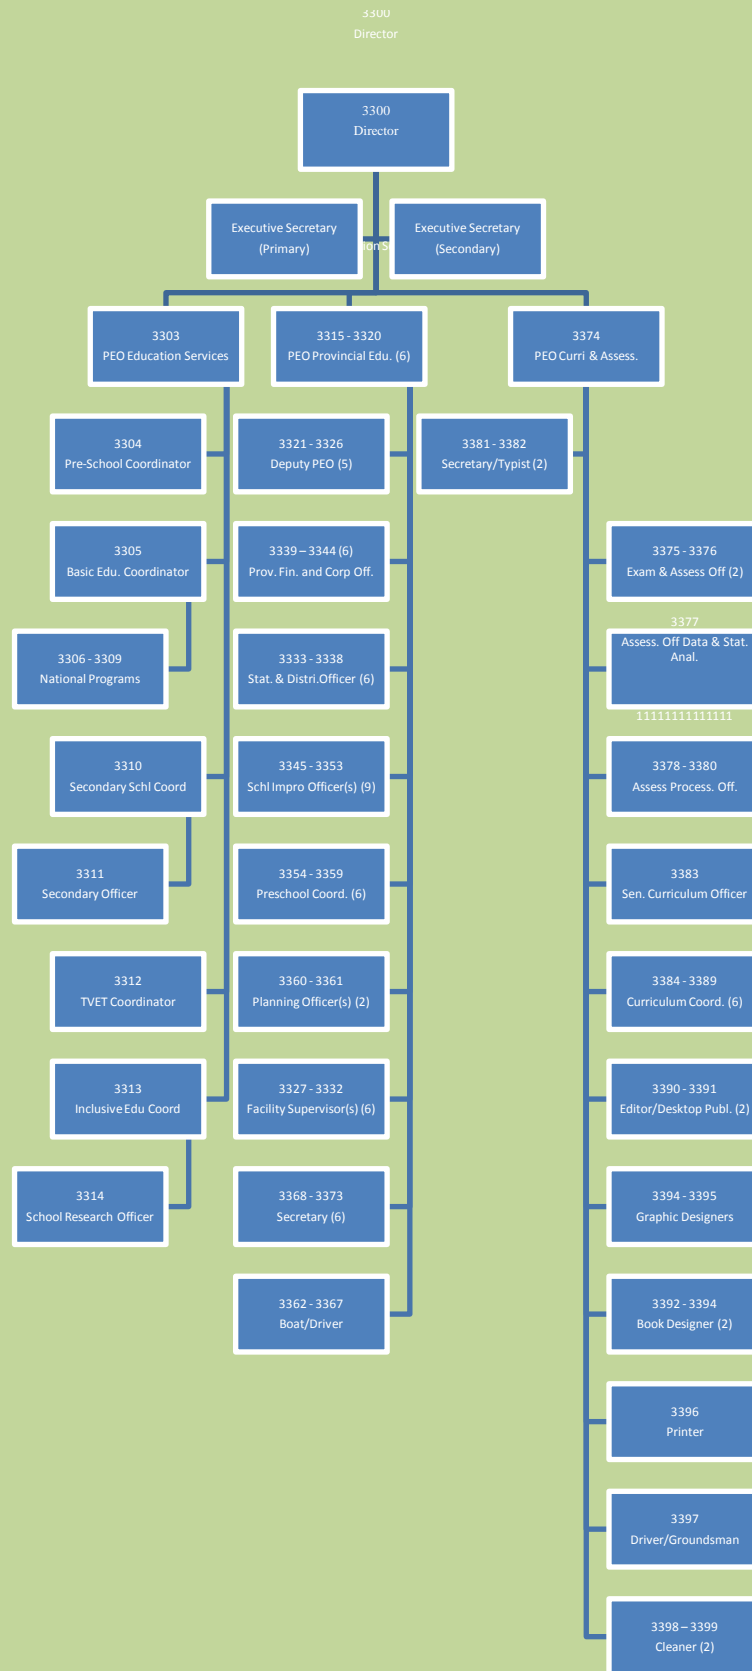 3300
Director
3300
Director
Executive Secretary
(Primary)
Executive Secretary
(Secondary)
3303
PEO Education Services
3315 - 3320
PEO Provincial Edu. (6)
3374
PEO Curri & Assess.
3304
Pre-School Coordinator
3321 - 3326
Deputy PEO (5)
3381 - 3382
Secretary/Typist (2)
3305
Basic Edu. Coordinator
3339 – 3344 (6)
Prov. Fin. and Corp Off.
3375 - 3376
Exam & Assess Off (2)
3306 - 3309
National Programs
3333 - 3338
Stat. & Distri.Officer (6)
3377
Assess. Off Data & Stat.
Anal.
11111111111111
3310
Secondary Schl Coord
3345 - 3353
Schl Impro Officer(s) (9)
3378 - 3380
Assess Process. Off.
3311
Secondary Officer
3354 - 3359
Preschool Coord. (6)
3383
Sen. Curriculum Officer
3312
TVET Coordinator
3360 - 3361
Planning Officer(s) (2)
3384 - 3389
Curriculum Coord. (6)
3313
Inclusive Edu Coord
3327 - 3332
Facility Supervisor(s) (6)
3390 - 3391
Editor/Desktop Publ. (2)
3314
School Research Officer
3368 - 3373
Secretary (6)
3394 - 3395
Graphic Designers
3362 - 3367
Boat/Driver
3392 - 3394
Book Designer (2)
3396
Printer
3397
Driver/Groundsman
3398 – 3399
Cleaner (2)